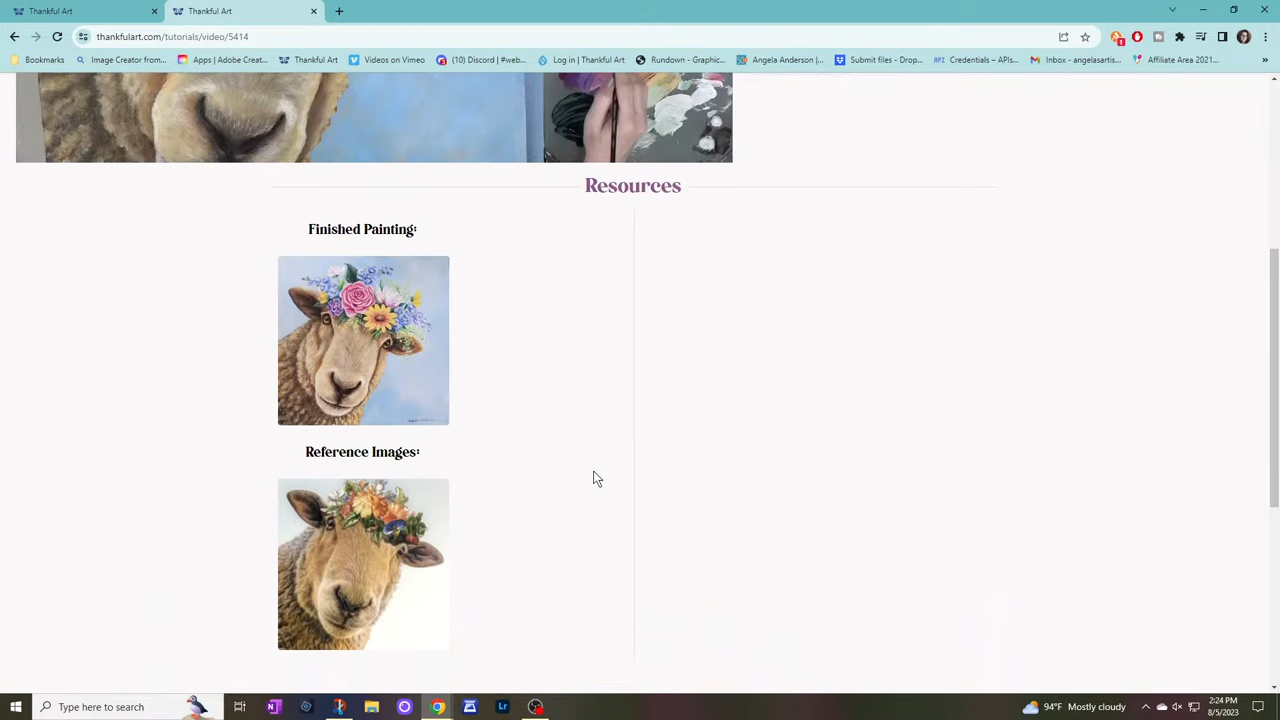 Thankful Art
Thankful Art
thankfulart.com/tutorials/video/5414
Bookmarks
Image Creator from...
Apps | Adobe Creat...
Thankful Art
Videos on Vimeo
(10) Discord | #web...
Log in | Thankful Art
Rundown - Graphic...
Angela Anderson |...
Submit files - Drop...
API Credentials – APIs...
Inbox - angelasartis...
Affiliate Area 2021...
Resources
Finished Painting:
Reference Images:
Type here to search
Lr
94°F Mostly cloudy
2:24 PM
8/5/2023